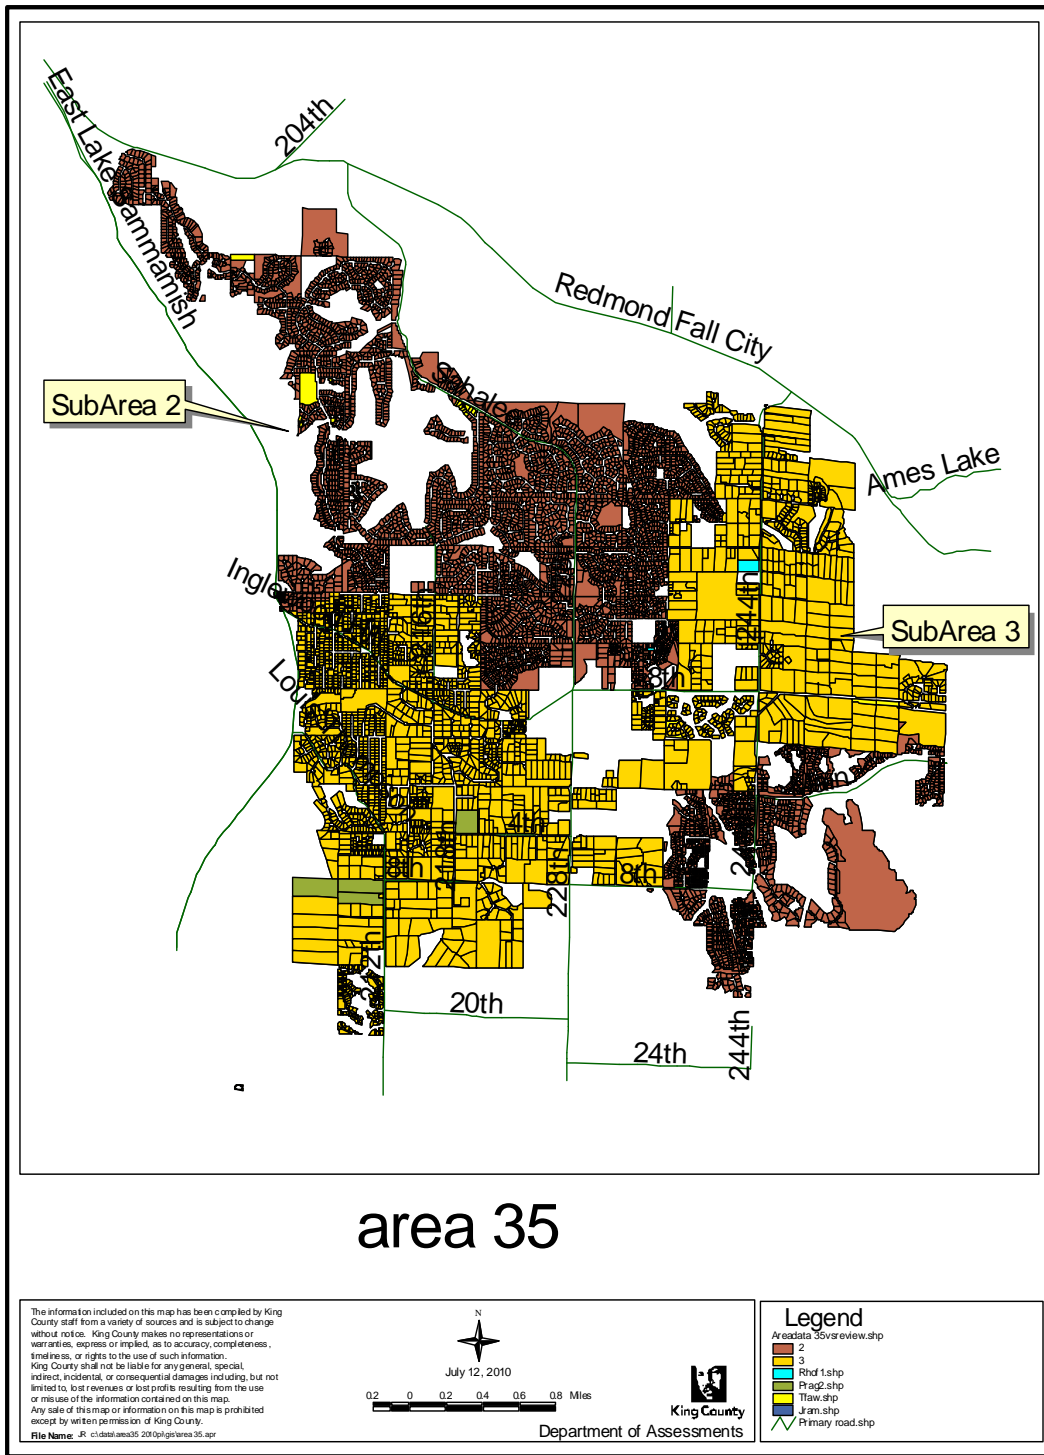 204th
East Lake Sammamish
Redmond Fall City
SubArea 2
Ames Lake
244th
SubArea 3
8th
4th
8th
8th
228th
20th
24th
244th
area 35
The information included on this map has been compiled by King
County staff from a variety of sources and is subject to change
without notice. King County makes no representations or
warranties, express or implied, as to accuracy, completeness,
timeliness, or rights to the use of such information.
King County shall not be liable for any general, special,
indirect, incidental, or consequential damages including, but not
limited to, lost revenues or lost profits resulting from the use
or misuse of the information contained on this map.
Any sale of this map or information on this map is prohibited
except by written permission of King County.
File Name: JR c:\data\area35 2010pi\gis\area 35.apr
N
July 12, 2010
0.2 0 0.2 0.4 0.6 0.8 Miles
King County
Department of Assessments
Legend
Areadata 35vsreview.shp
2
3
Rhof1.shp
Prag2.shp
Tfaw.shp
Jram.shp
Primary road.shp